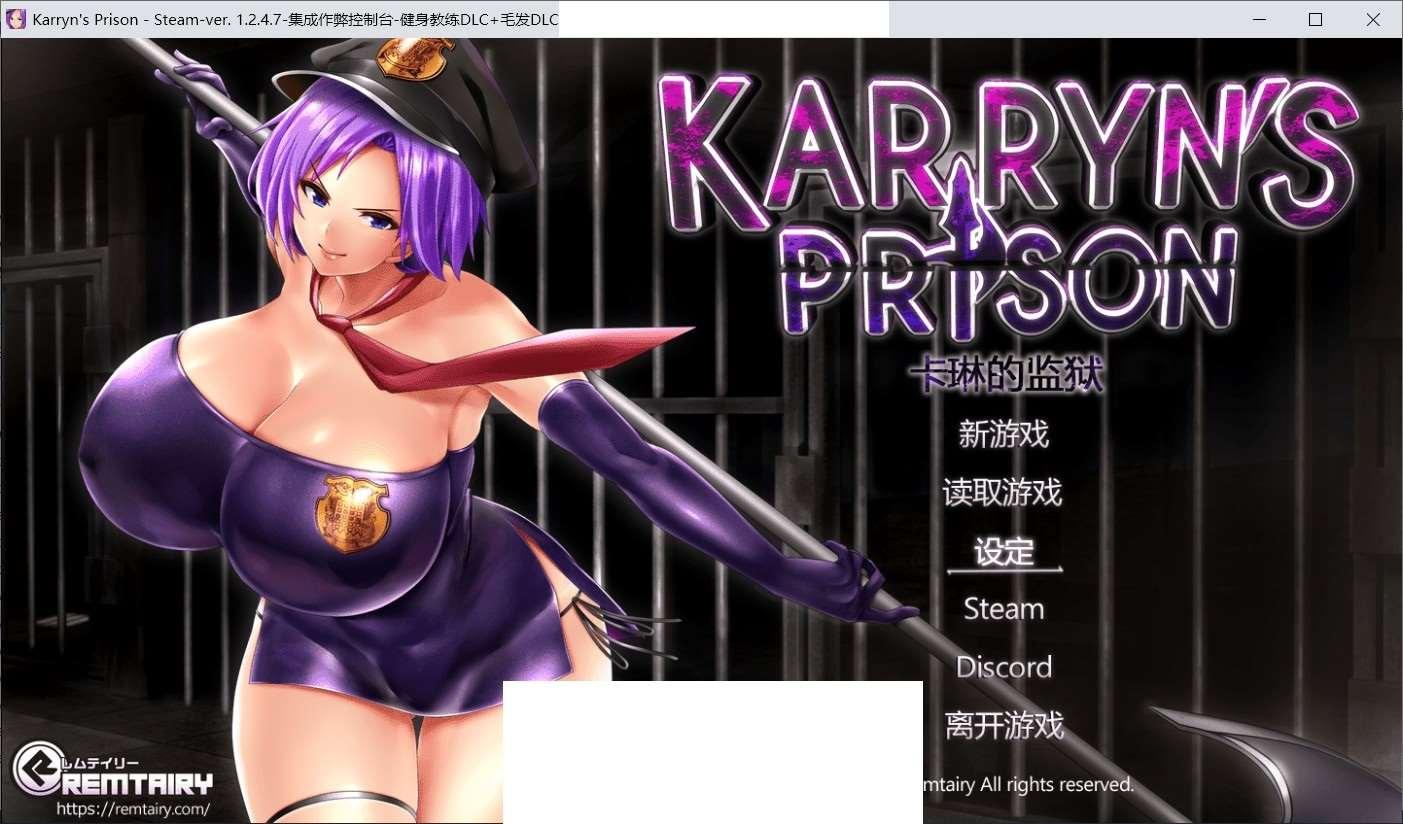 Karryn's Prison - Steam-ver. 1.2.4.7-集成作弊控制台-健身教练DLC+毛发DLC
KARRYN'S
PRISON
卡琳的监狱
新游戏
读取游戏
设定
Steam
Discord
离开游戏
レムテイリー
REMTAIRY
https://remtairy.com/
mtairy All rights reserved.